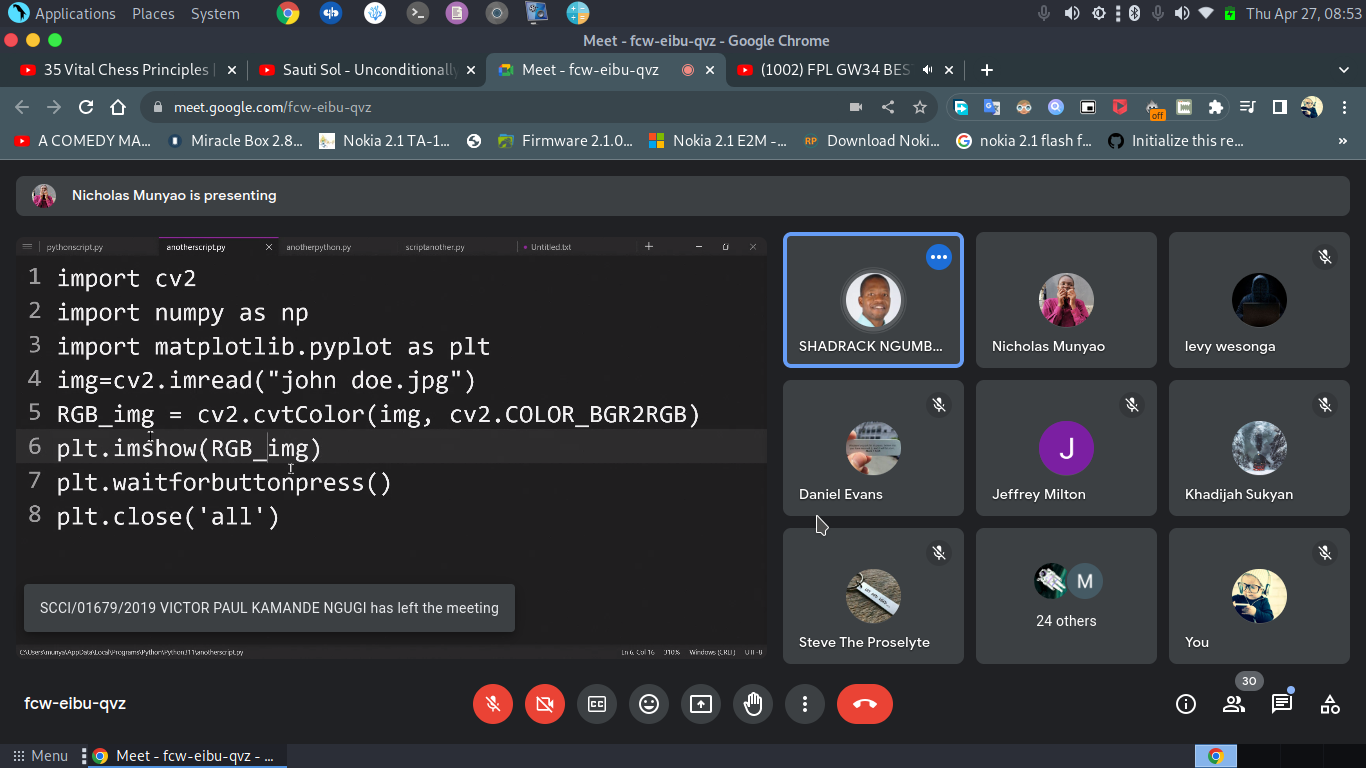 Applications Places System
Thu Apr 27, 08:53
Meet - fcw-eibu-qvz - Google Chrome
35 Vital Chess Principles |
Sauti Sol - Unconditionally
Meet - fcw-eibu-qvz
(1002) FPL GW34 BES
meet.google.com/fcw-eibu-qvz
off
A COMEDY MA...
Miracle Box 2.8...
Nokia 2.1 TA-1...
Firmware 2.1.0...
Nokia 2.1 E2M -...
RP Download Noki...
nokia 2.1 flash f...
Initialize this re...
Nicholas Munyao is presenting
pythonscript.py
anotherscript.py
anotherpython.py
scriptanother.py
Untitled.txt
1 import cv2
2 import numpy as np
3 import matplotlib.pyplot as plt
4 img=cv2.imread("john doe.jpg")
5 RGB_img = cv2.cvtColor(img, cv2.COLOR_BGR2RGB)
6 plt.imshow(RGB_img)
7 plt.waitforbuttonpress()
8 plt.close('all')
SCCI/01679/2019 VICTOR PAUL KAMANDE NGUGI has left the meeting
C:\Users\munya\AppData\Local\Programs\Python\Python311\anotherscript.py
Ln 6, Col 16 310% Windows (CRLF) UTF-8
SHADRACK NGUMB...
Nicholas Munyao
levy wesonga
Daniel Evans
J
Jeffrey Milton
Khadijah Sukyan
Steve The Proselyte
M
24 others
You
fcw-eibu-qvz
30
Menu
Meet - fcw-eibu-qvz - ...